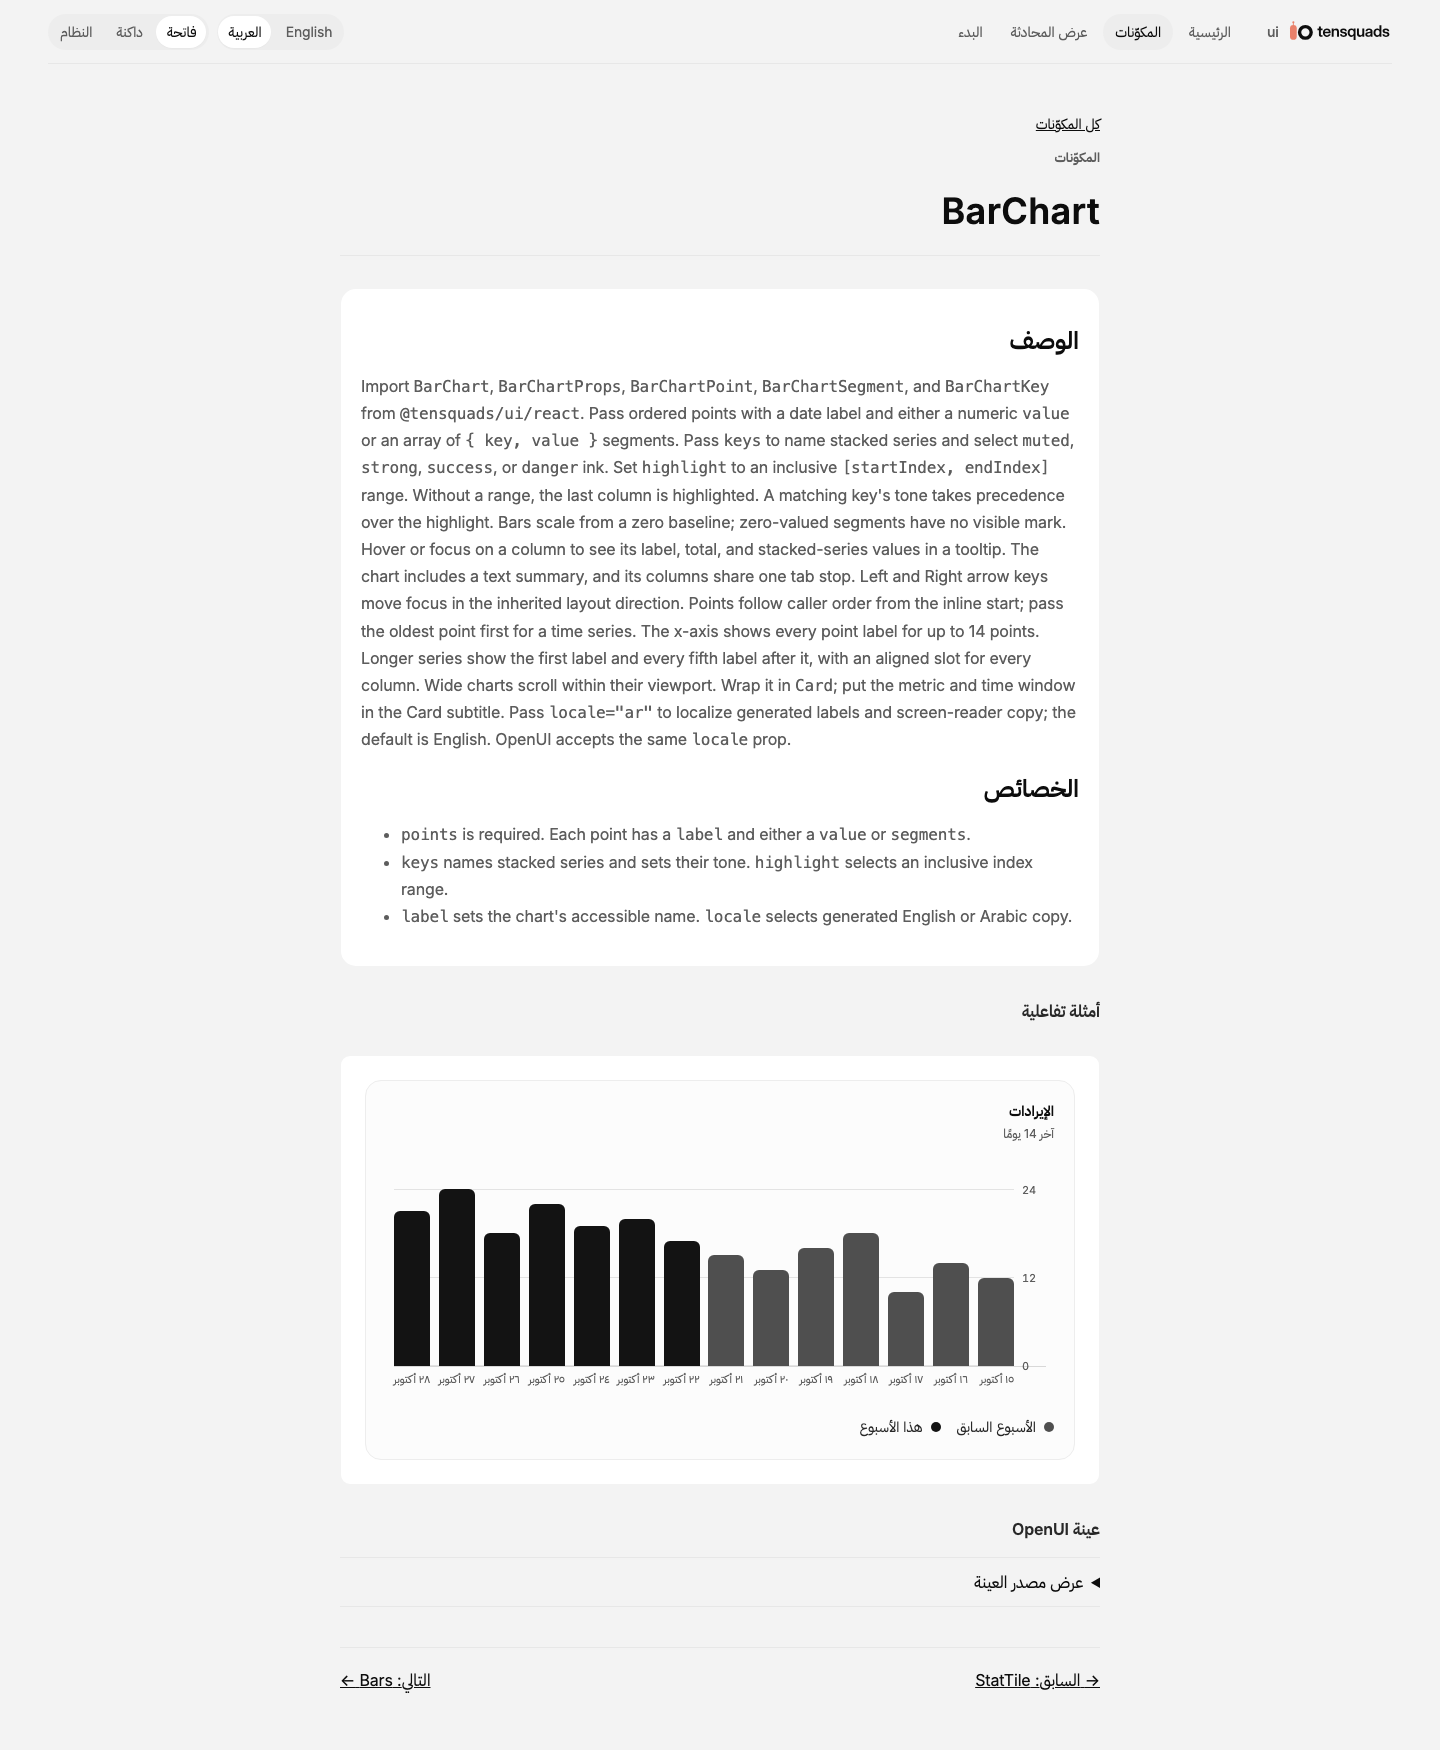 tensquads ui الرئيسية المكوّنات عرض المحادثة البدء English العربية فاتحة داكنة النظام
كل المكوّنات
المكوّنات
BarChart
الوصف
Import BarChart, BarChartProps, BarChartPoint, BarChartSegment, and BarChartKey
from @tensquads/ui/react. Pass ordered points with a date label and either a numeric value
or an array of { key, value } segments. Pass keys to name stacked series and select muted,
strong, success, or danger ink. Set highlight to an inclusive [startIndex, endIndex]
range. Without a range, the last column is highlighted. A matching key's tone takes precedence
over the highlight. Bars scale from a zero baseline; zero-valued segments have no visible mark.
Hover or focus on a column to see its label, total, and stacked-series values in a tooltip. The
chart includes a text summary, and its columns share one tab stop. Left and Right arrow keys
move focus in the inherited layout direction. Points follow caller order from the inline start; pass
the oldest point first for a time series. The x-axis shows every point label for up to 14 points.
Longer series show the first label and every fifth label after it, with an aligned slot for every
column. Wide charts scroll within their viewport. Wrap it in Card; put the metric and time window
in the Card subtitle. Pass locale="ar" to localize generated labels and screen-reader copy; the
default is English. OpenUI accepts the same locale prop.
الخصائص
• points is required. Each point has a label and either a value or segments.
• keys names stacked series and sets their tone. highlight selects an inclusive index
range.
• label sets the chart's accessible name. locale selects generated English or Arabic copy.
أمثلة تفاعلية
الإيرادات
آخر 14 يومًا
24
12
0
١٥ أكتوبر ١٦ أكتوبر ١٧ أكتوبر ١٨ أكتوبر ١٩ أكتوبر ٢٠ أكتوبر ٢١ أكتوبر ٢٢ أكتوبر ٢٣ أكتوبر ٢٤ أكتوبر ٢٥ أكتوبر ٢٦ أكتوبر ٢٧ أكتوبر ٢٨ أكتوبر
الأسبوع السابق هذا الأسبوع
عينة OpenUI
عرض مصدر العينة
→ السابق: StatTile
التالي: Bars ←